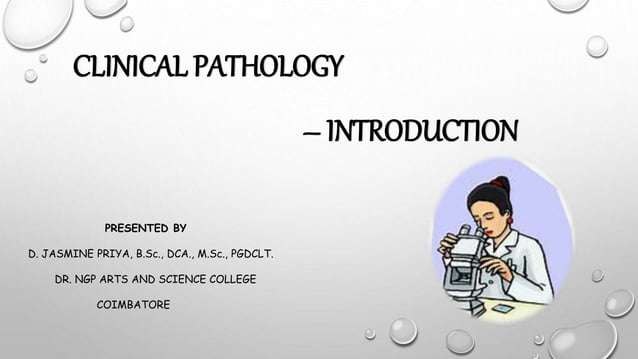 CLINICAL PATHOLOGY
– INTRODUCTION
PRESENTED BY
D. JASMINE PRIYA, B.Sc., DCA., M.Sc., PGDCLT.
DR. NGP ARTS AND SCIENCE COLLEGE
COIMBATORE